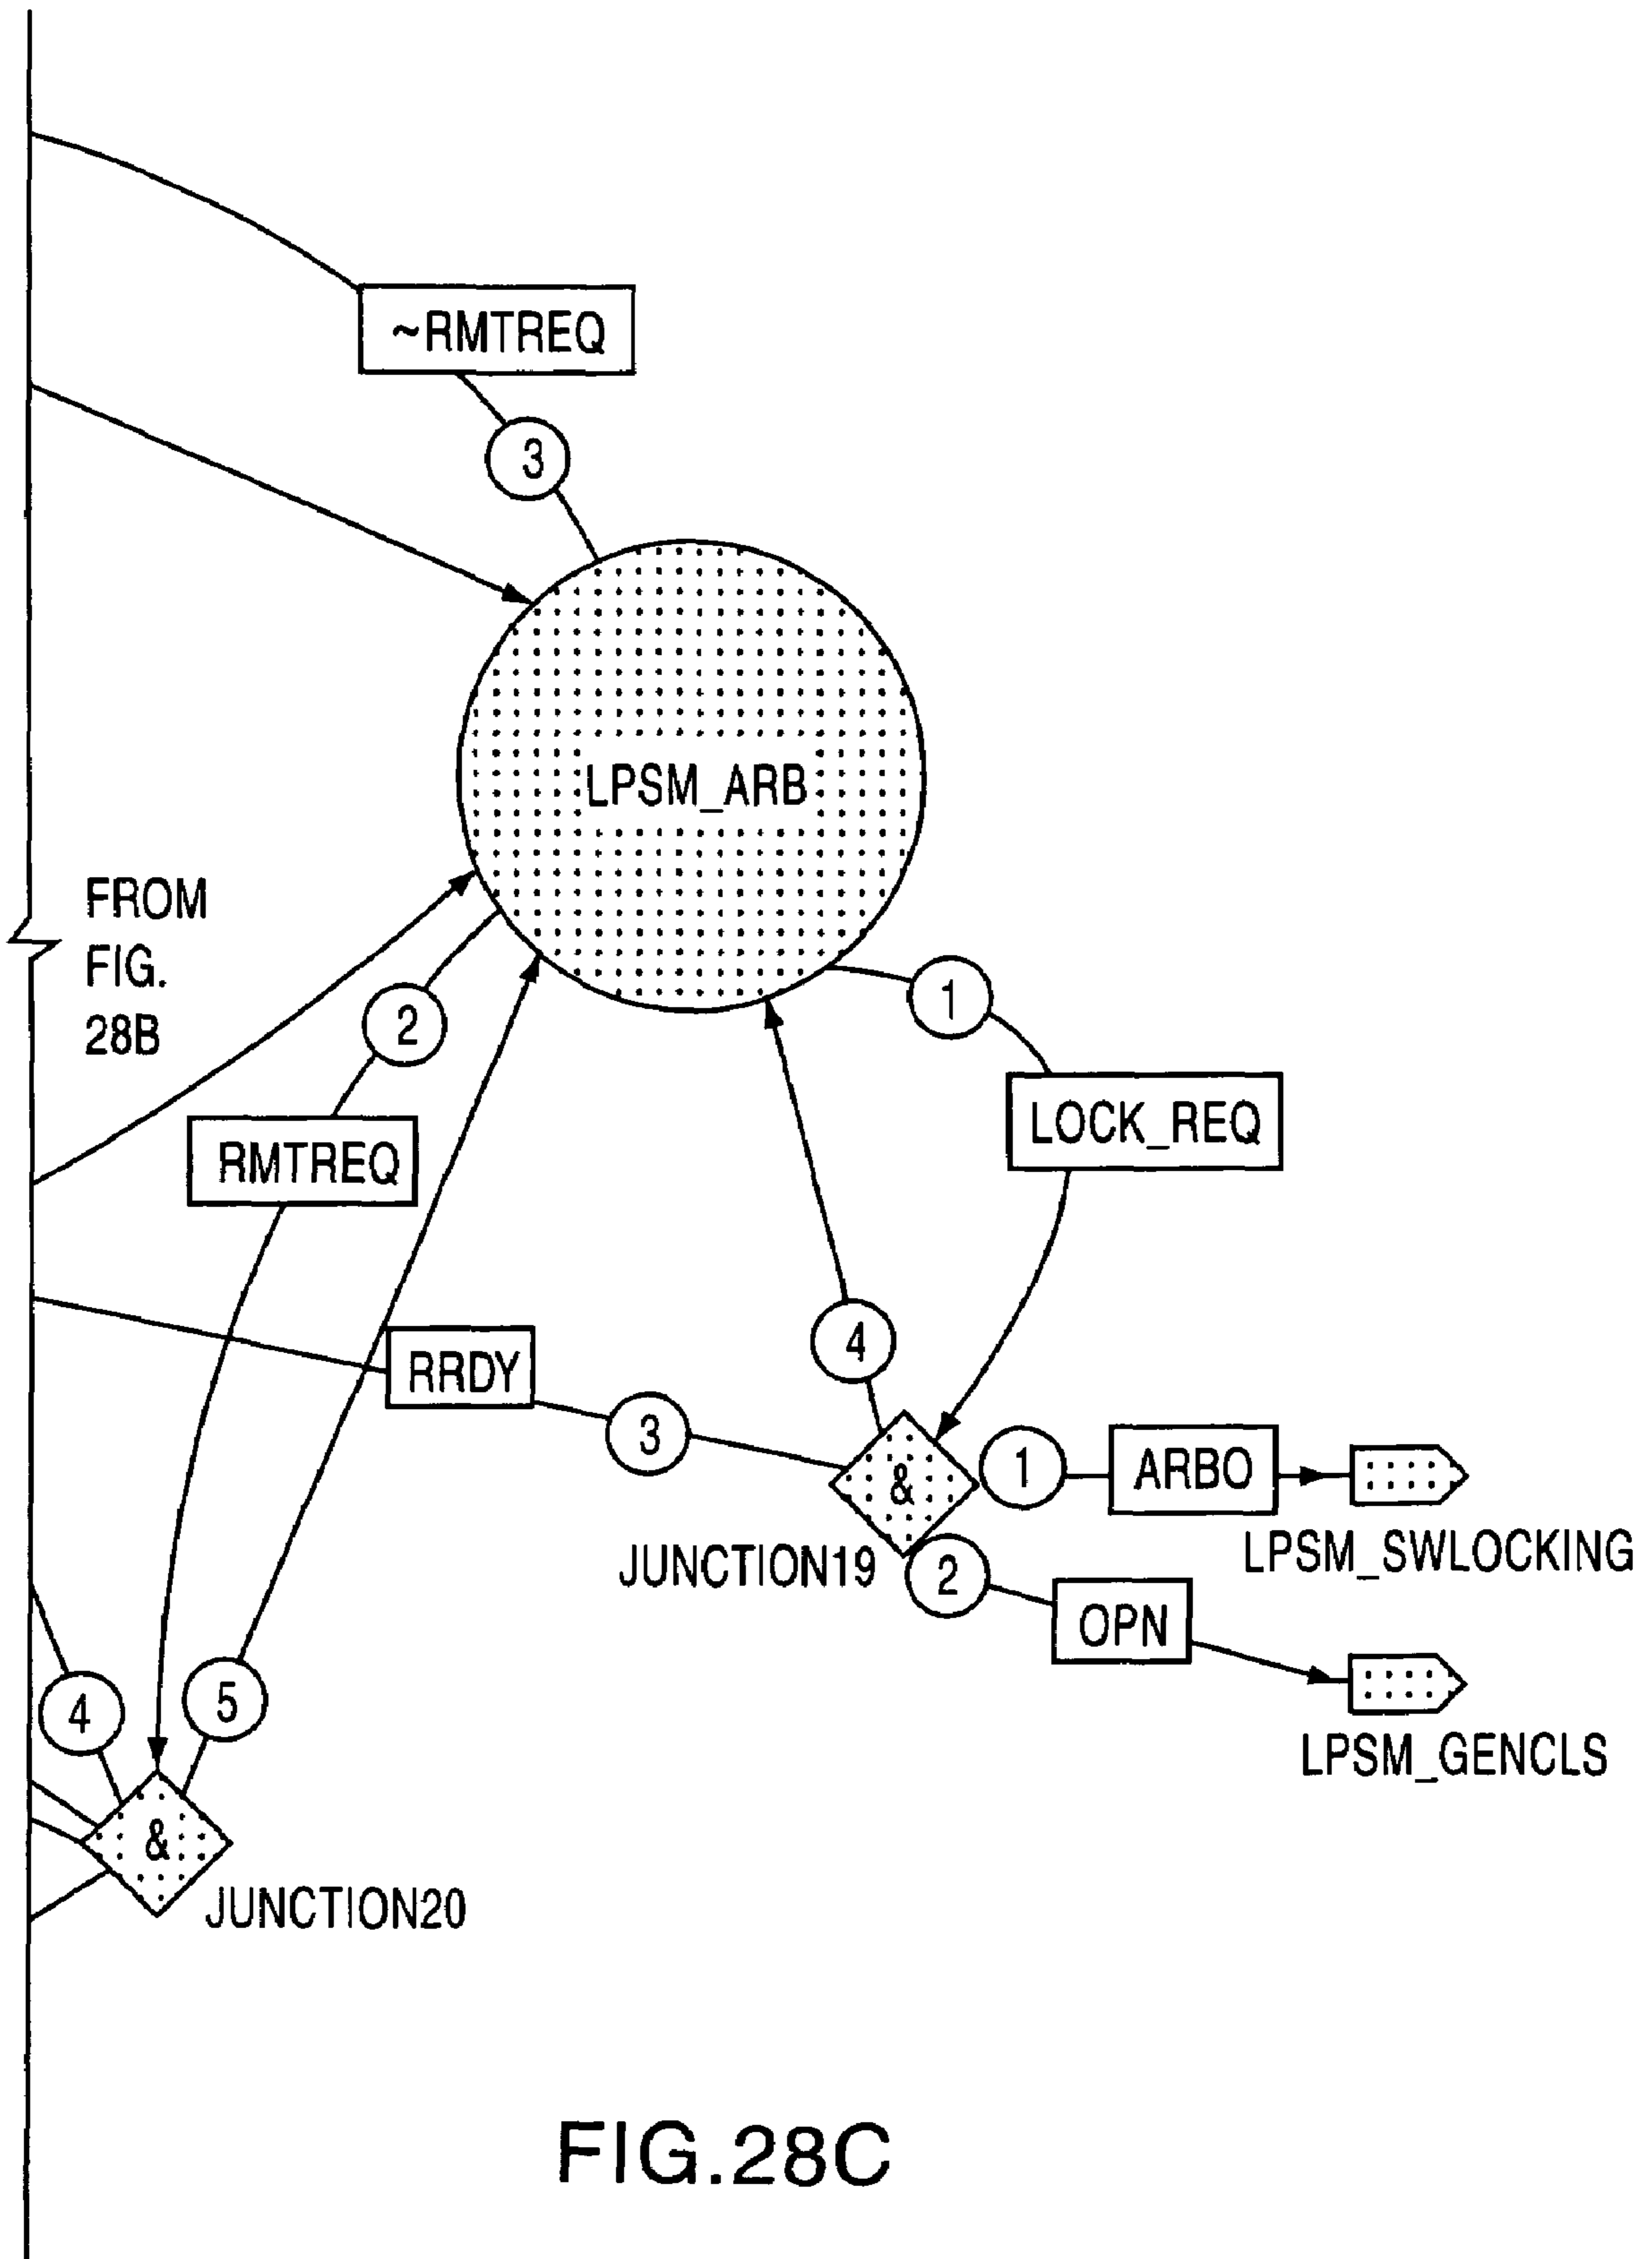 ~RMTREQ
3
LPSM_ARB
FROM
FIG.
28B
2
1
RMTREQ
LOCK_REQ
4
RRDY
3
&
1
ARBO
JUNCTION19
LPSM_SWLOCKING
2
OPN
LPSM_GENCLS
4
5
&
JUNCTION20
FIG.28C